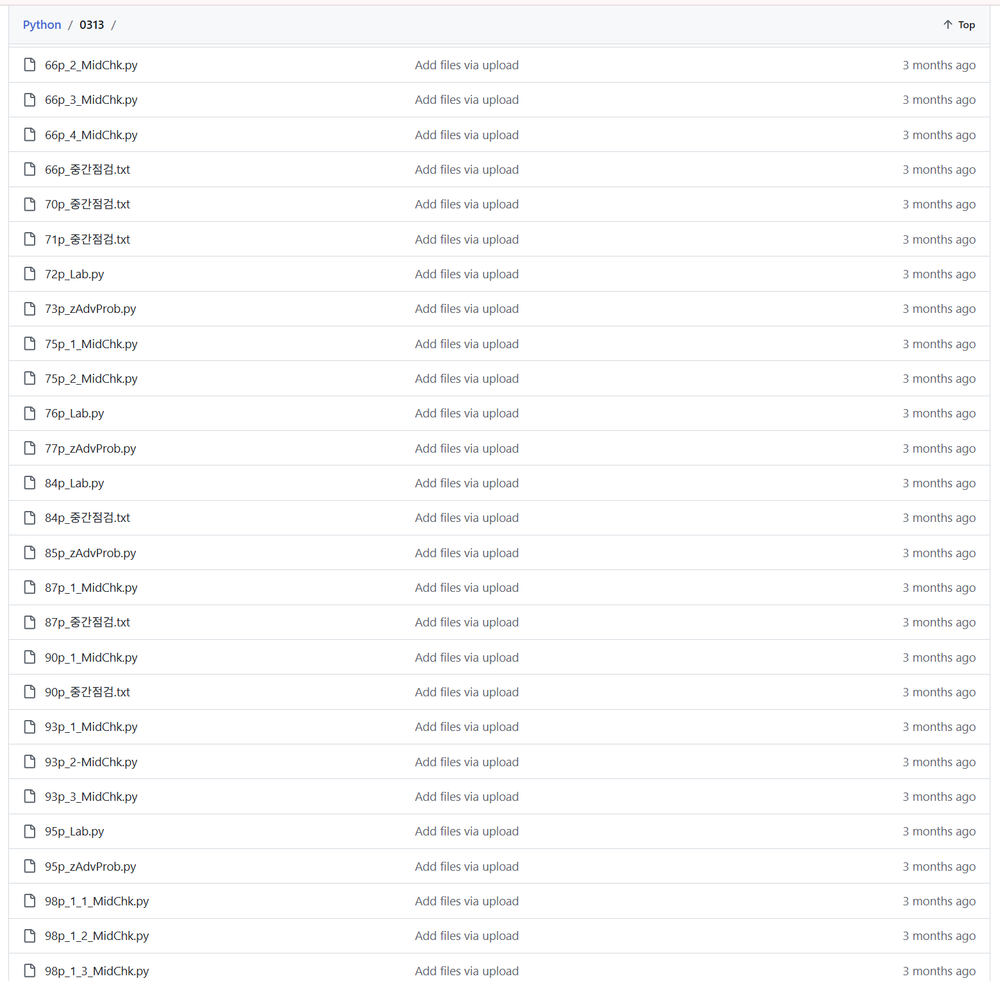 Python / 0313 / Top
66p_2_MidChk.py Add files via upload 3 months ago
66p_3_MidChk.py Add files via upload 3 months ago
66p_4_MidChk.py Add files via upload 3 months ago
66p_중간점검.txt Add files via upload 3 months ago
70p_중간점검.txt Add files via upload 3 months ago
71p_중간점검.txt Add files via upload 3 months ago
72p_Lab.py Add files via upload 3 months ago
73p_zAdvProb.py Add files via upload 3 months ago
75p_1_MidChk.py Add files via upload 3 months ago
75p_2_MidChk.py Add files via upload 3 months ago
76p_Lab.py Add files via upload 3 months ago
77p_zAdvProb.py Add files via upload 3 months ago
84p_Lab.py Add files via upload 3 months ago
84p_중간점검.txt Add files via upload 3 months ago
85p_zAdvProb.py Add files via upload 3 months ago
87p_1_MidChk.py Add files via upload 3 months ago
87p_중간점검.txt Add files via upload 3 months ago
90p_1_MidChk.py Add files via upload 3 months ago
90p_중간점검.txt Add files via upload 3 months ago
93p_1_MidChk.py Add files via upload 3 months ago
93p_2-MidChk.py Add files via upload 3 months ago
93p_3_MidChk.py Add files via upload 3 months ago
95p_Lab.py Add files via upload 3 months ago
95p_zAdvProb.py Add files via upload 3 months ago
98p_1_1_MidChk.py Add files via upload 3 months ago
98p_1_2_MidChk.py Add files via upload 3 months ago
98p_1_3_MidChk.py Add files via upload 3 months ago